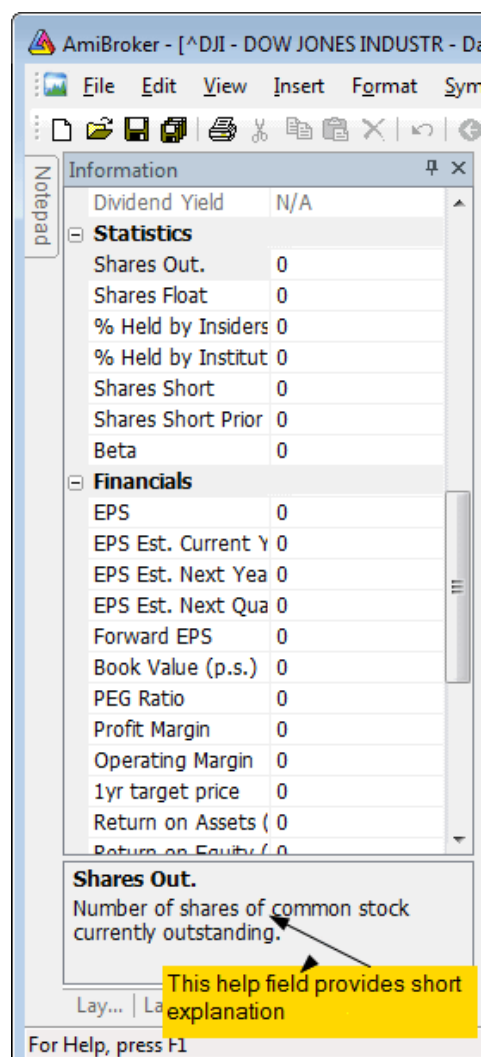 AmiBroker - [^DJI - DOW JONES INDUSTR - Da
File Edit View Insert Format Sym
Notepad
Information
Dividend Yield N/A
Statistics
Shares Out. 0
Shares Float 0
% Held by Insiders 0
% Held by Institut 0
Shares Short 0
Shares Short Prior 0
Beta 0
Financials
EPS 0
EPS Est. Current Y 0
EPS Est. Next Yea 0
EPS Est. Next Qua 0
Forward EPS 0
Book Value (p.s.) 0
PEG Ratio 0
Profit Margin 0
Operating Margin 0
1yr target price 0
Return on Assets ( 0
Return on Equity ( 0
Shares Out.
Number of shares of common stock
currently outstanding.
This help field provides short
explanation
Lay... La
For Help, press F1